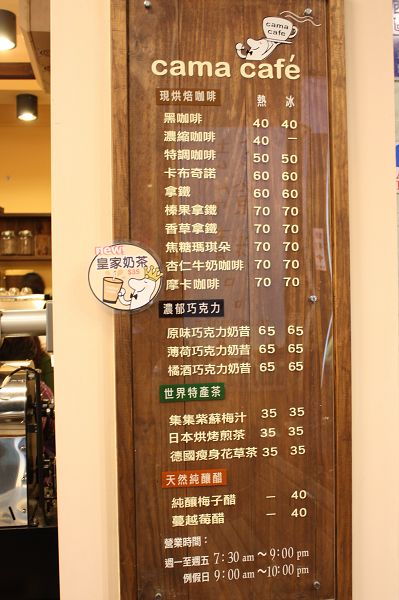 cama
cafe
cama café
現烘焙咖啡 熱 冰
黑咖啡 40 40
濃縮咖啡 40 —
特調咖啡 50 50
卡布奇諾 60 60
拿鐵 60 60
榛果拿鐵 70 70
香草拿鐵 70 70
焦糖瑪琪朵 70 70
杏仁牛奶咖啡 70 70
摩卡咖啡 70 70
new!
皇家奶茶
$35
濃郁巧克力
原味巧克力奶昔 65 65
薄荷巧克力奶昔 65 65
橘酒巧克力奶昔 65 65
世界特產茶
集集紫蘇梅汁 35 35
日本烘烤煎茶 35 35
德國瘦身花草茶 35 35
天然純釀醋
純釀梅子醋 — 40
蔓越莓醋 — 40
營業時間：
週一至週五 7:30 am～9:00 pm
例假日 9:00 am～10:00 pm